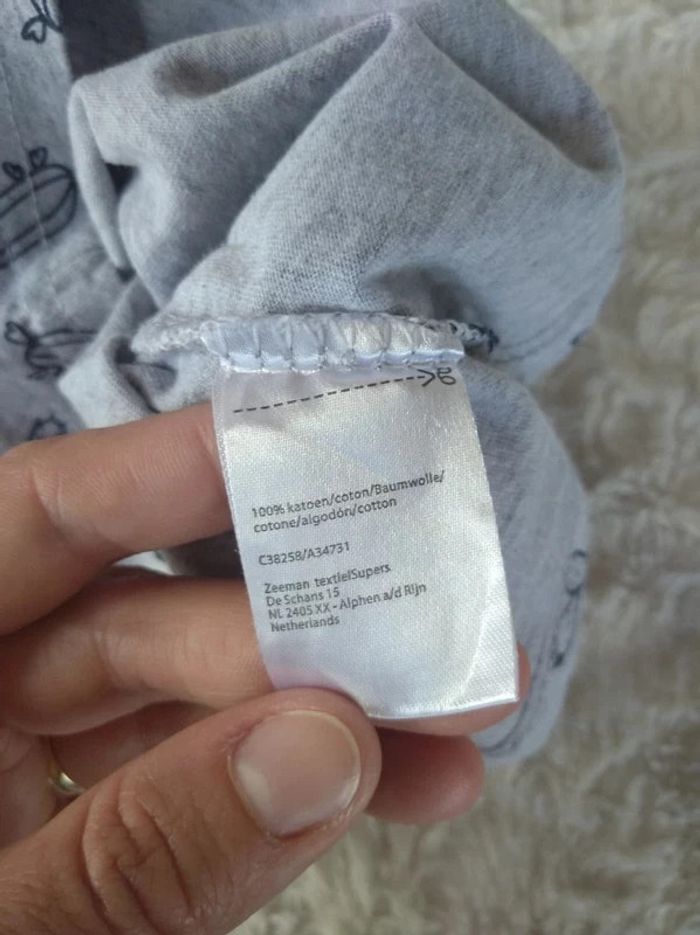 100% katoen/coton/Baumwolle/
cotone/algodón/cotton
C38258/A34731
Zeeman textielSupers
De Schans 15
NL 2405 XX - Alphen a/d Rijn
Netherlands